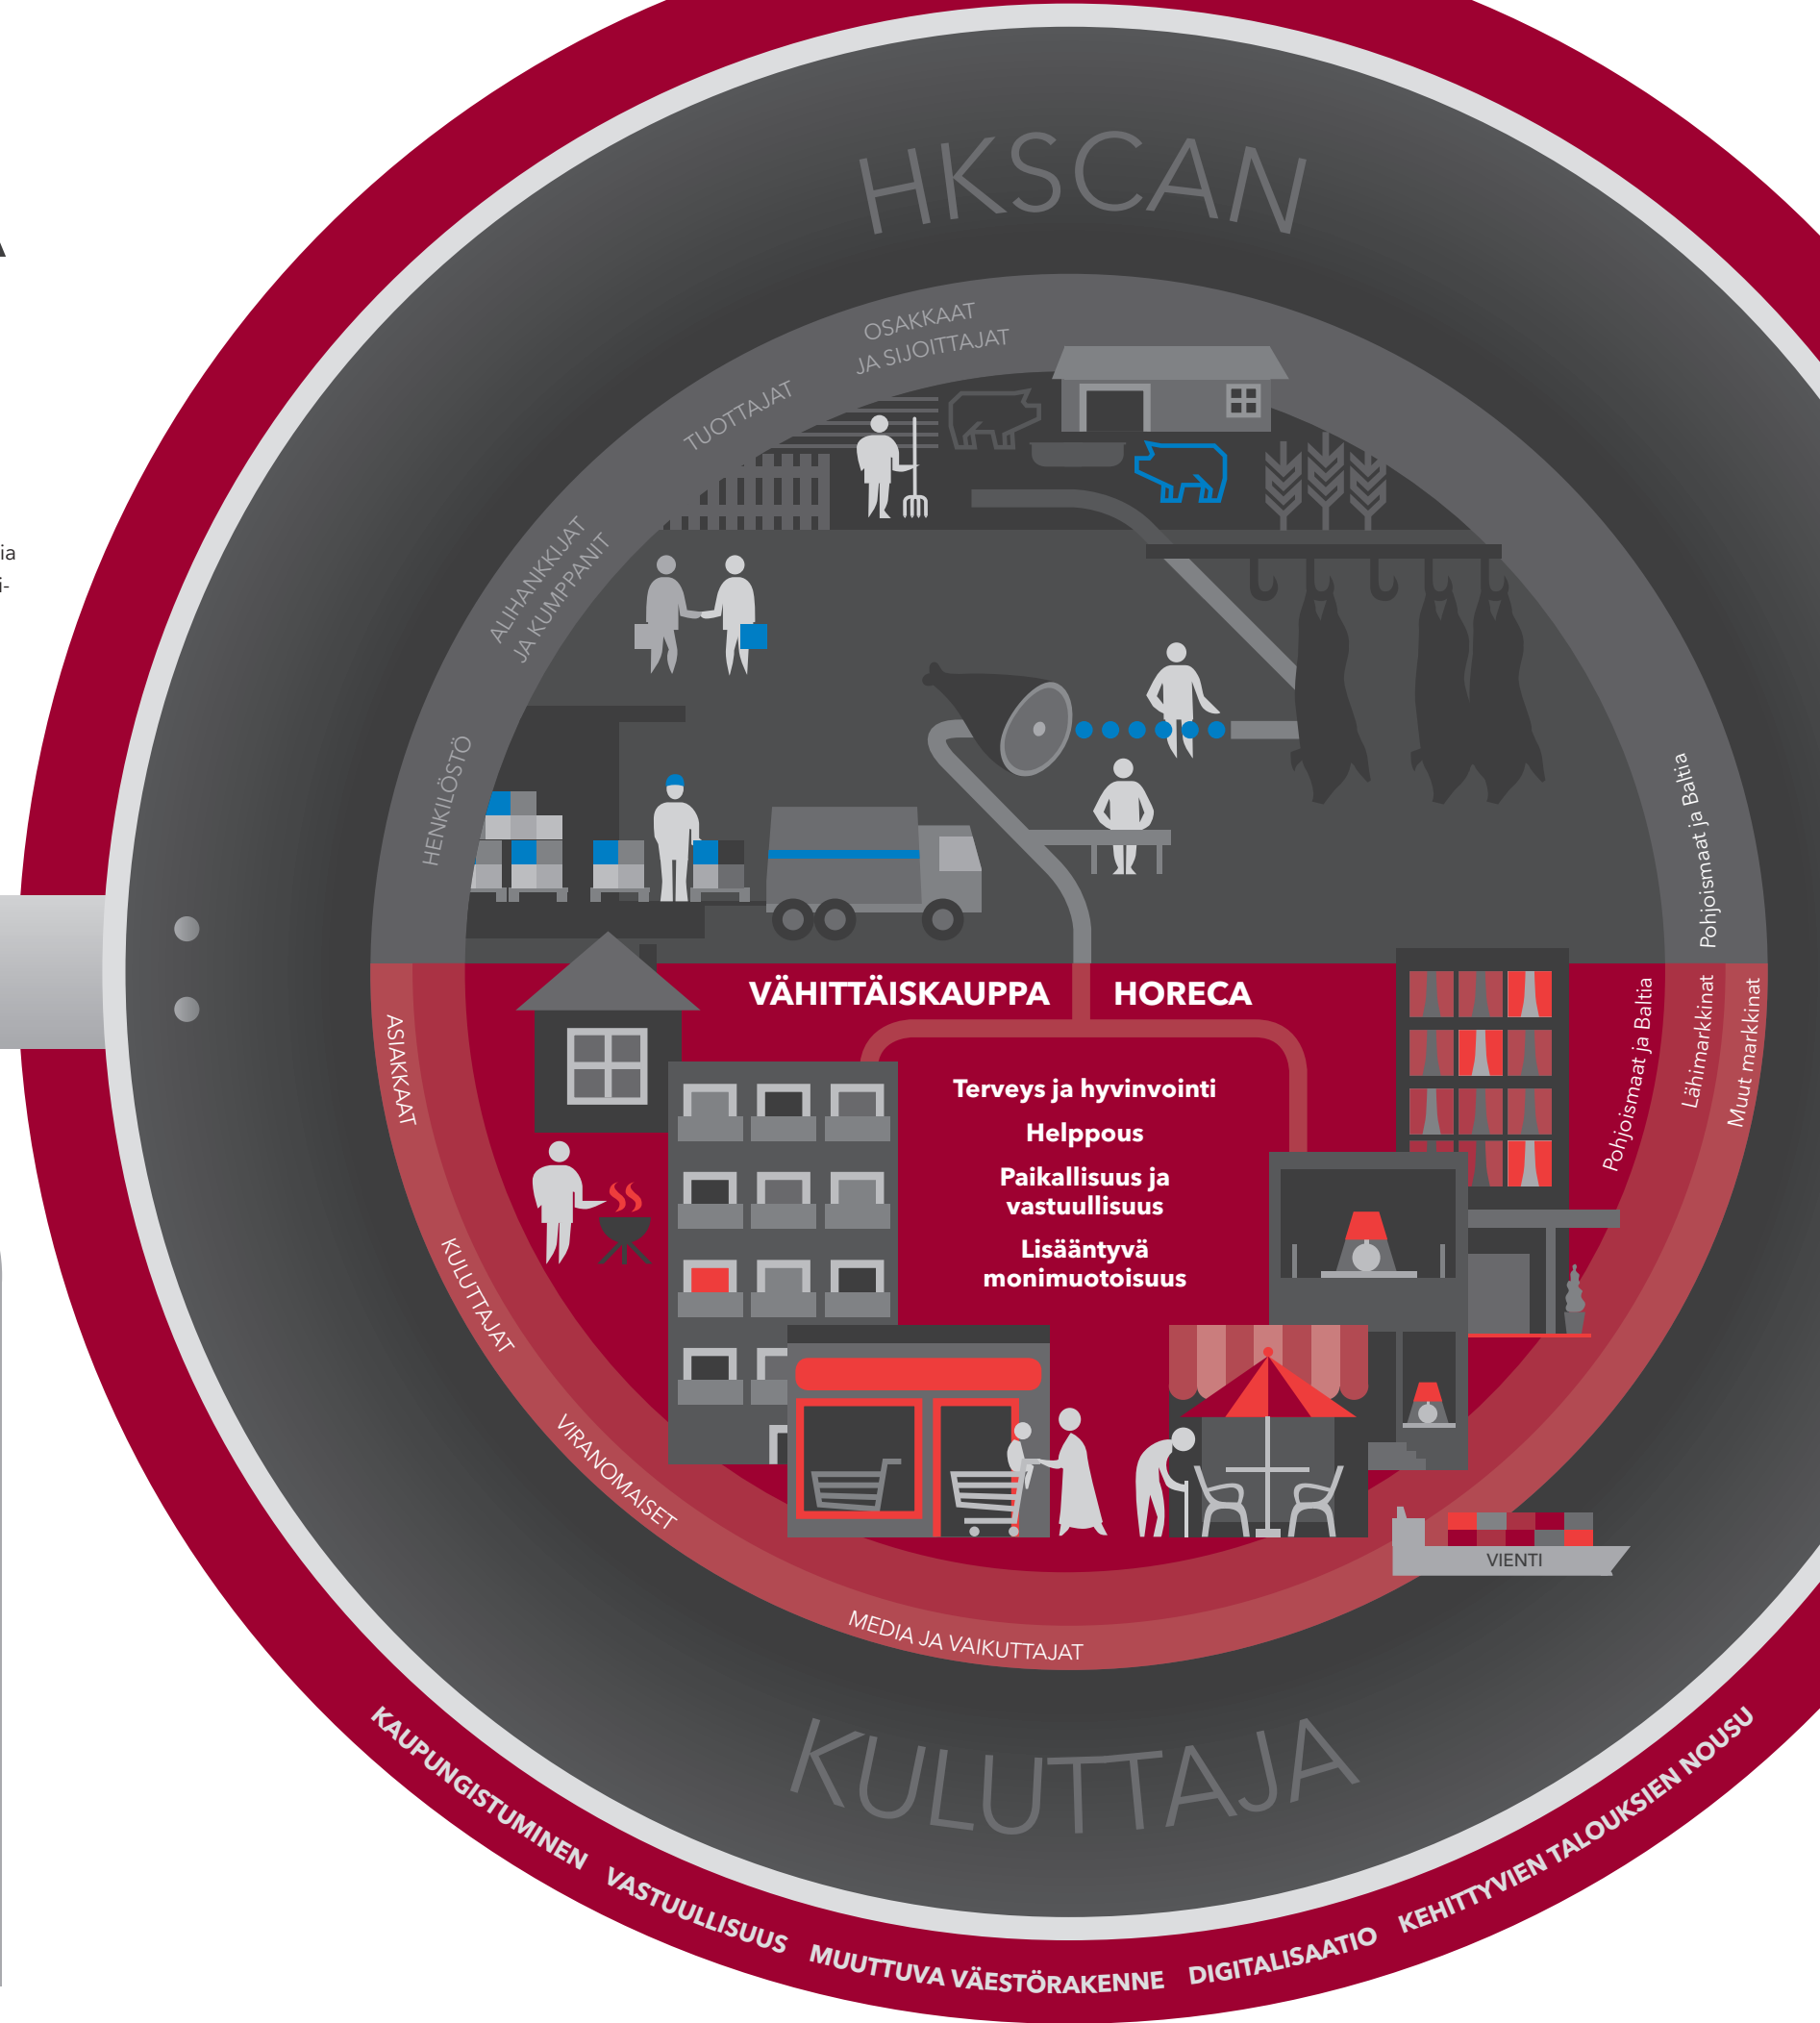 HKSCAN
OSAKKAAT
JA SIJOITTAJAT
TUOTTAJAT
ALIHANKKIJAT
JA KUMPPANIT
HENKILÖSTÖ
Pohjoismaat ja Baltia
ia
i-
VÄHITTÄISKAUPPA
HORECA
Terveys ja hyvinvointi
Helppous
Paikallisuus ja
vastuullisuus
Lisääntyvä
monimuotoisuus
Pohjoismaat ja Baltia
Lähimarkkinat
Muut markkinat
ASIAKKAAT
KULUTTAJAT
VIRANOMAISET
MEDIA JA VAIKUTTAJAT
VIENTI
KULUTTAJA
KAUPUNGISTUMINEN
VASTUULLISUUS
MUUTTUVA VÄESTÖRAKENNE
DIGITALISAATIO
KEHITTYVIEN TALOUKSIEN NOUSU